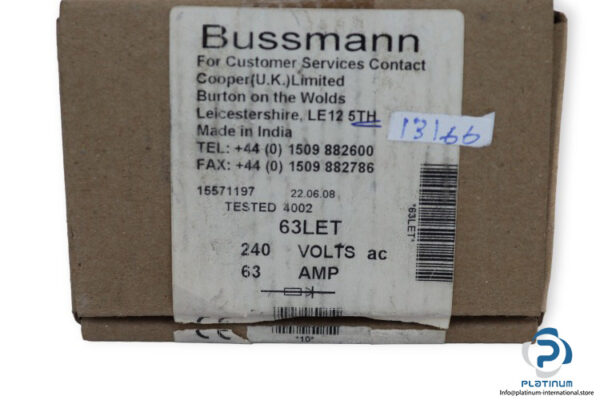 Bussmann
For Customer Services Contact
Cooper(U.K.)Limited
Burton on the Wolds
Leicestershire, LE12 5TH
Made in India
TEL: +44 (0) 1509 882600
FAX: +44 (0) 1509 882786
13166
15571197 22.06.08
TESTED 4002
63LET
240 VOLTS ac
63 AMP
*63LET*
CE
*10*
PLATINUM
Info@platinum-international.store